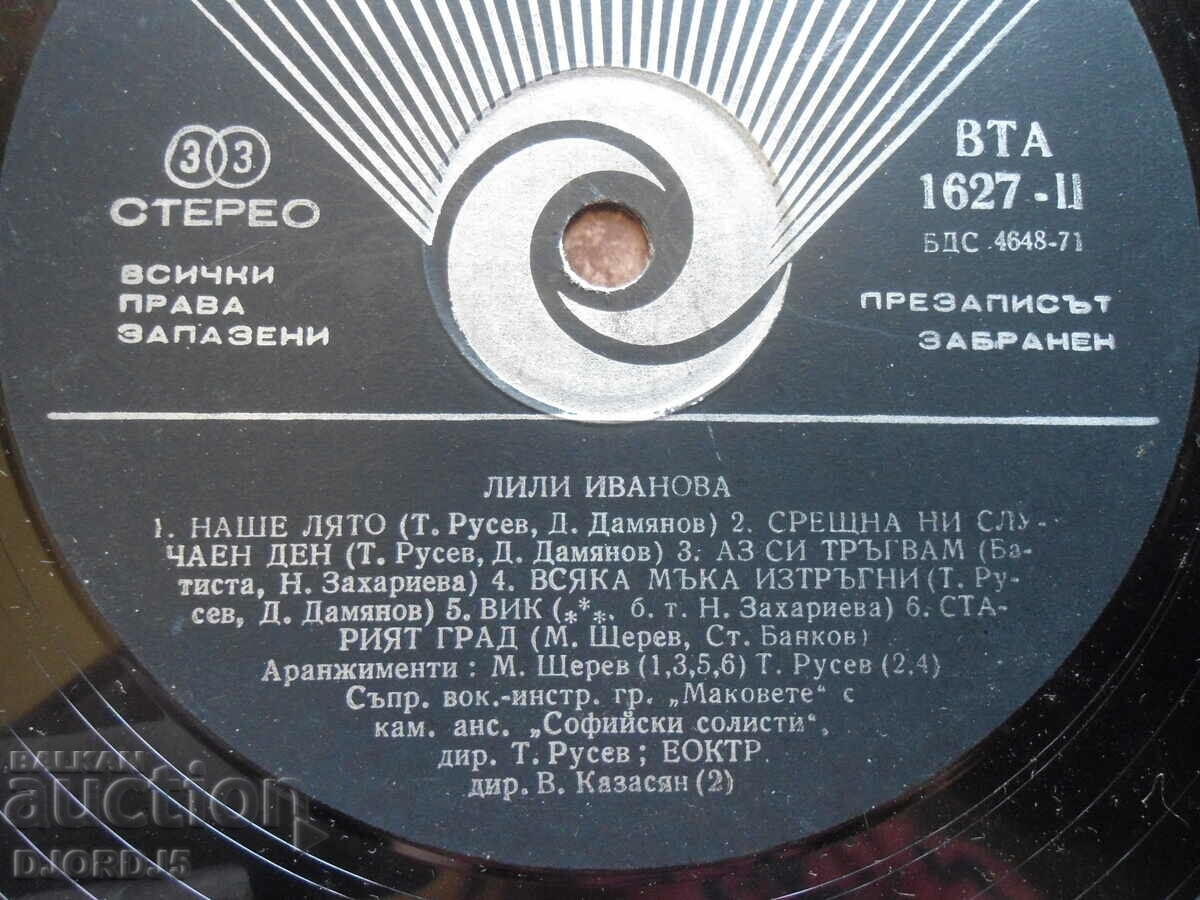 33
СТЕРЕО
ВСИЧКИ
ПРАВА
ЗАПАЗЕНИ
ВТА
1627 - II
БДС 4648-71
ПРЕЗАПИСЪТ
ЗАБРАНЕН
ЛИЛИ ИВАНОВА
1. НАШЕ ЛЯТО (Т. Русев, Д. Дамянов) 2. СРЕЩНА НИ СЛУ-
ЧАЕН ДЕН (Т. Русев, Д. Дамянов) 3. АЗ СИ ТРЪГВАМ (Ба-
тиста, Н. Захариева) 4. ВСЯКА МЪКА ИЗТРЪГНИ (Т. Ру-
сев, Д. Дамянов) 5. ВИК (***, б. т. Н. Захариева) 6. СТА-
РИЯТ ГРАД (М. Щерев, Ст. Банков)
Аранжименти : М. Щерев (1,3,5,6) Т. Русев (2,4)
Съпр. вок.-инстр. гр. „Маковете“ с
кам. анс. „Софийски солисти“,
дир. Т. Русев ; ЕОКТР
дир. В. Казасян (2)
BALKAN
auction
DJORDJ5